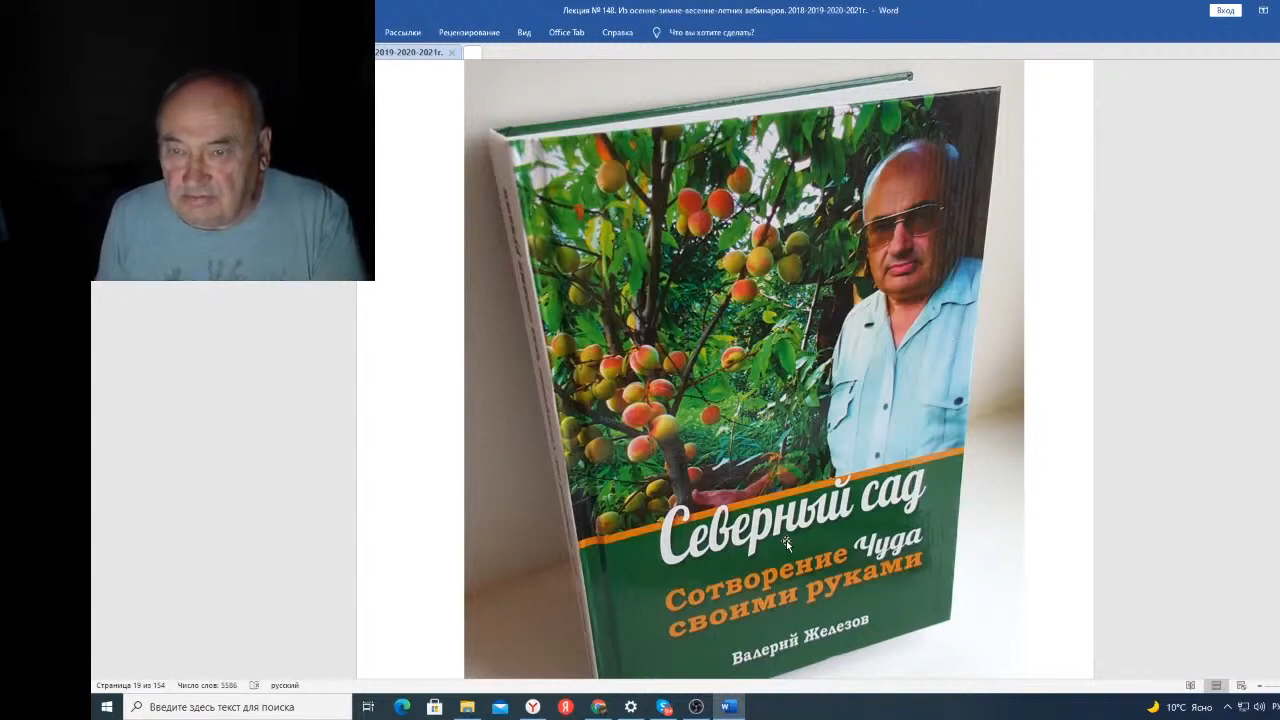 Лекция № 148. Из осенне-зимне-весенне-летних вебинаров. 2018-2019-2020-2021г. - Word
Вход
Рассылки Рецензирование Вид Office Tab Справка Что вы хотите сделать?
2019-2020-2021г.
Северный сад
Сотворение Чуда
своими руками
Валерий Железов
Страница 19 из 154 Число слов: 5586 русский
Введите здесь текст для поиска
10°C Ясно